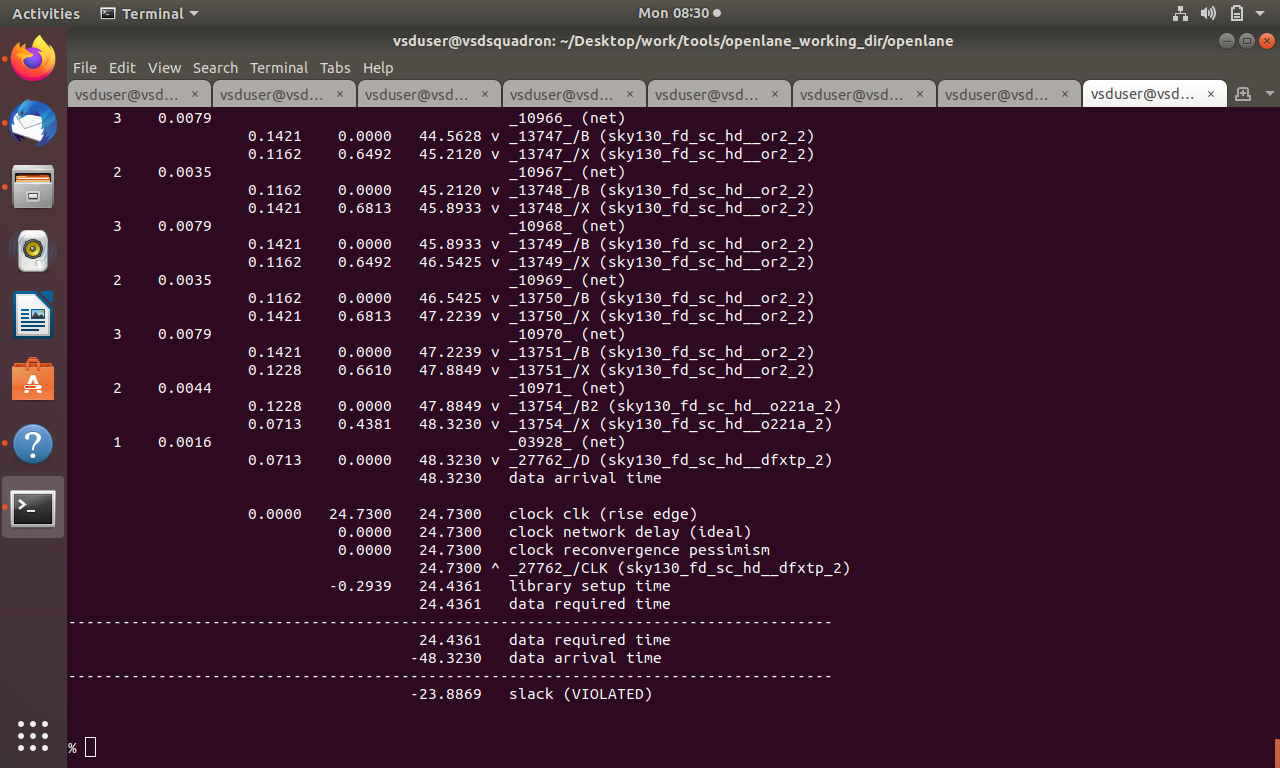 Activities Terminal Mon 08:30
vsduser@vsdsquadron: ~/Desktop/work/tools/openlane_working_dir/openlane
File Edit View Search Terminal Tabs Help
vsduser@vsd… × vsduser@vsd… × vsduser@vsd… × vsduser@vsd… × vsduser@vsd… × vsduser@vsd… × vsduser@vsd… × vsduser@vsd… ×
3 0.0079 _10966_ (net)
0.1421 0.0000 44.5628 v _13747_/B (sky130_fd_sc_hd__or2_2)
0.1162 0.6492 45.2120 v _13747_/X (sky130_fd_sc_hd__or2_2)
2 0.0035 _10967_ (net)
0.1162 0.0000 45.2120 v _13748_/B (sky130_fd_sc_hd__or2_2)
0.1421 0.6813 45.8933 v _13748_/X (sky130_fd_sc_hd__or2_2)
3 0.0079 _10968_ (net)
0.1421 0.0000 45.8933 v _13749_/B (sky130_fd_sc_hd__or2_2)
0.1162 0.6492 46.5425 v _13749_/X (sky130_fd_sc_hd__or2_2)
2 0.0035 _10969_ (net)
0.1162 0.0000 46.5425 v _13750_/B (sky130_fd_sc_hd__or2_2)
0.1421 0.6813 47.2239 v _13750_/X (sky130_fd_sc_hd__or2_2)
3 0.0079 _10970_ (net)
0.1421 0.0000 47.2239 v _13751_/B (sky130_fd_sc_hd__or2_2)
0.1228 0.6610 47.8849 v _13751_/X (sky130_fd_sc_hd__or2_2)
2 0.0044 _10971_ (net)
0.1228 0.0000 47.8849 v _13754_/B2 (sky130_fd_sc_hd__o221a_2)
0.0713 0.4381 48.3230 v _13754_/X (sky130_fd_sc_hd__o221a_2)
1 0.0016 _03928_ (net)
0.0713 0.0000 48.3230 v _27762_/D (sky130_fd_sc_hd__dfxtp_2)
48.3230 data arrival time
0.0000 24.7300 24.7300 clock clk (rise edge)
0.0000 24.7300 clock network delay (ideal)
0.0000 24.7300 clock reconvergence pessimism
24.7300 ^ _27762_/CLK (sky130_fd_sc_hd__dfxtp_2)
-0.2939 24.4361 library setup time
24.4361 data required time
-------------------------------------------------------------------------------------
24.4361 data required time
-48.3230 data arrival time
-------------------------------------------------------------------------------------
-23.8869 slack (VIOLATED)
%